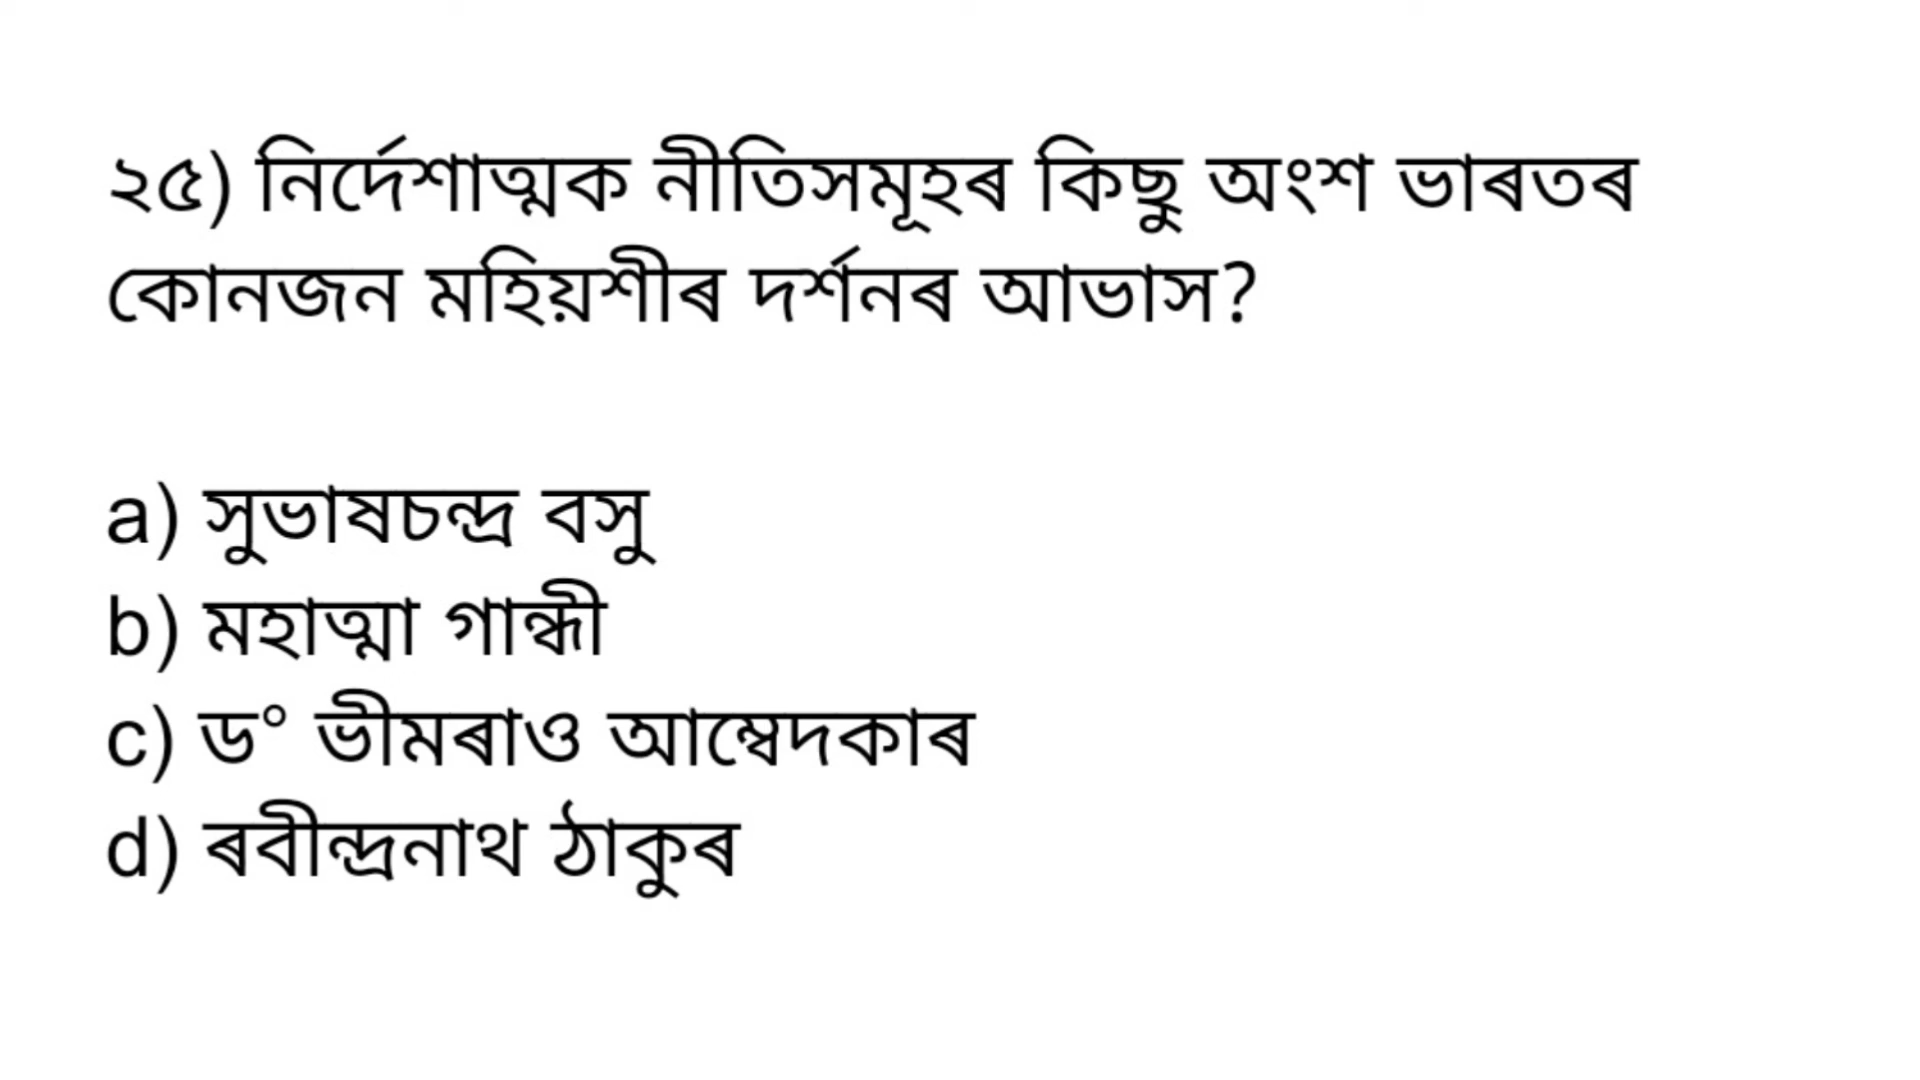 ২৫) নিৰ্দেশাত্মক নীতিসমূহৰ কিছু অংশ ভাৰতৰ
কোনজন মহিয়শীৰ দৰ্শনৰ আভাস?
a) সুভাষচন্দ্ৰ বসু
b) মহাত্মা গান্ধী
c) ড° ভীমৰাও আম্বেদকাৰ
d) ৰবীন্দ্ৰনাথ ঠাকুৰ